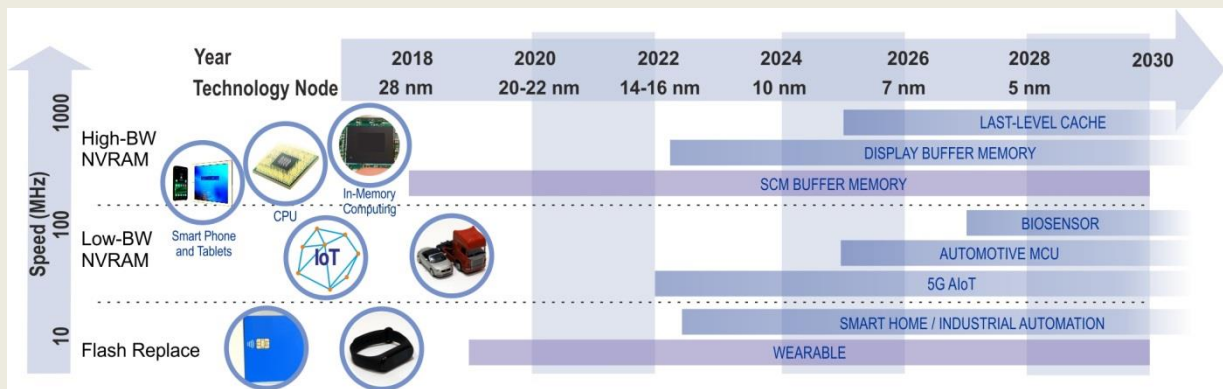 Year 2018 2020 2022 2024 2026 2028 2030
Technology Node 28 nm 20-22 nm 14-16 nm 10 nm 7 nm 5 nm
Speed (MHz)
1000
100
10
High-BW
NVRAM
In-Memory
Computing
CPU
Smart Phone
and Tablets
LAST-LEVEL CACHE
DISPLAY BUFFER MEMORY
SCM BUFFER MEMORY
Low-BW
NVRAM
IoT
BIOSENSOR
AUTOMOTIVE MCU
5G AIoT
Flash Replace
SMART HOME / INDUSTRIAL AUTOMATION
WEARABLE